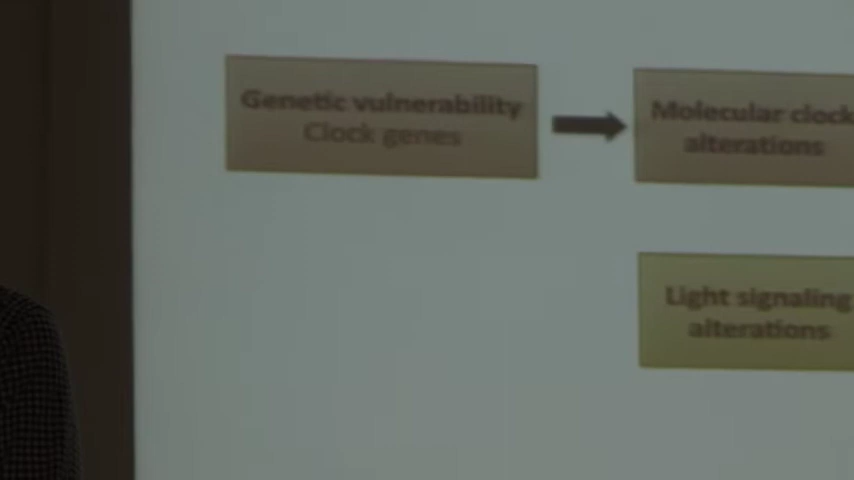 Genetic vulnerability
Clock genes
Molecular clock
alterations
Light signaling
alterations